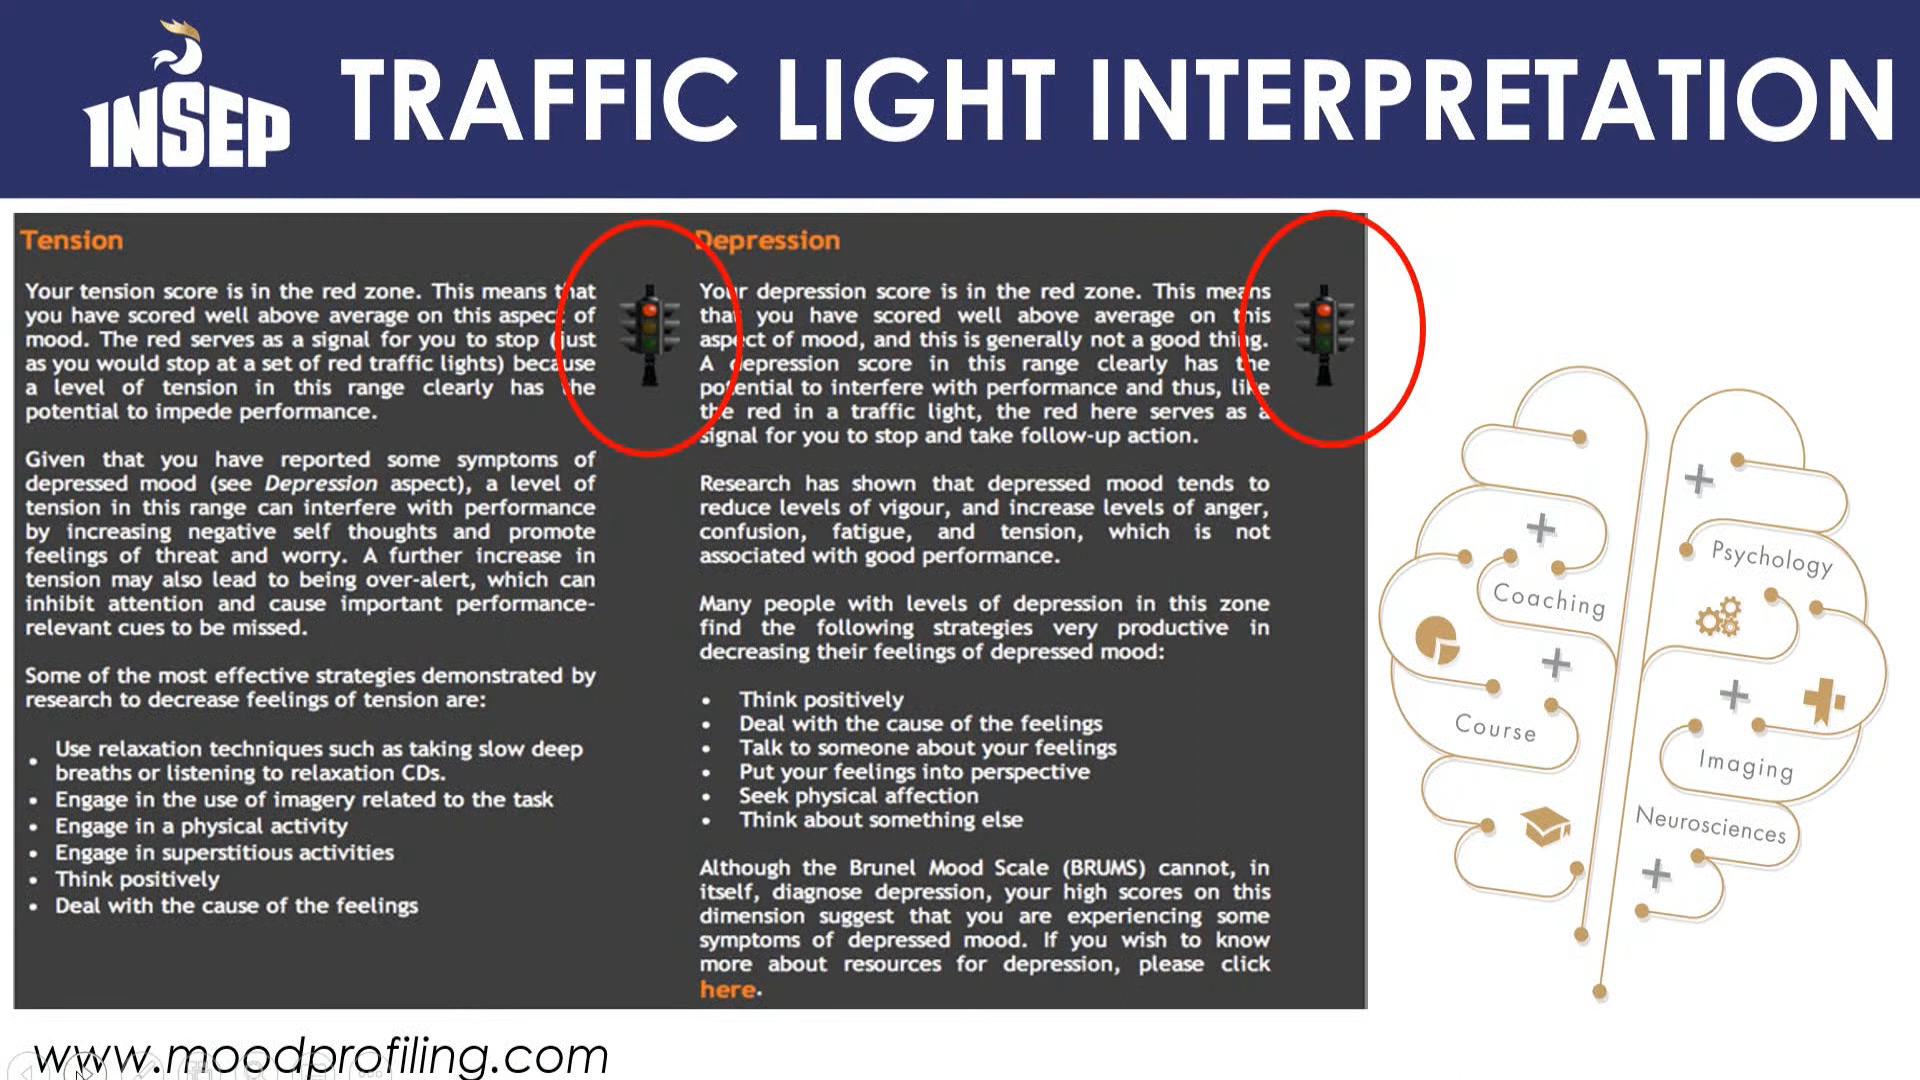 INSEP
TRAFFIC LIGHT INTERPRETATION
Tension
Your tension score is in the red zone. This means that
you have scored well above average on this aspect of
mood. The red serves as a signal for you to stop (just
as you would stop at a set of red traffic lights) because
a level of tension in this range clearly has the
potential to impede performance.
Given that you have reported some symptoms of
depressed mood (see Depression aspect), a level of
tension in this range can interfere with performance
by increasing negative self thoughts and promote
feelings of threat and worry. A further increase in
tension may also lead to being over-alert, which can
inhibit attention and cause important performance-
relevant cues to be missed.
Some of the most effective strategies demonstrated by
research to decrease feelings of tension are:
• Use relaxation techniques such as taking slow deep
breaths or listening to relaxation CDs.
• Engage in the use of imagery related to the task
• Engage in a physical activity
• Engage in superstitious activities
• Think positively
• Deal with the cause of the feelings
Depression
Your depression score is in the red zone. This means
that you have scored well above average on this
aspect of mood, and this is generally not a good thing.
A depression score in this range clearly has the
potential to interfere with performance and thus, like
the red in a traffic light, the red here serves as a
signal for you to stop and take follow-up action.
Research has shown that depressed mood tends to
reduce levels of vigour, and increase levels of anger,
confusion, fatigue, and tension, which is not
associated with good performance.
Many people with levels of depression in this zone
find the following strategies very productive in
decreasing their feelings of depressed mood:
• Think positively
• Deal with the cause of the feelings
• Talk to someone about your feelings
• Put your feelings into perspective
• Seek physical affection
• Think about something else
Although the Brunel Mood Scale (BRUMS) cannot, in
itself, diagnose depression, your high scores on this
dimension suggest that you are experiencing some
symptoms of depressed mood. If you wish to know
more about resources for depression, please click
here.
Coaching
Course
Psychology
Imaging
Neurosciences
www.moodprofiling.com